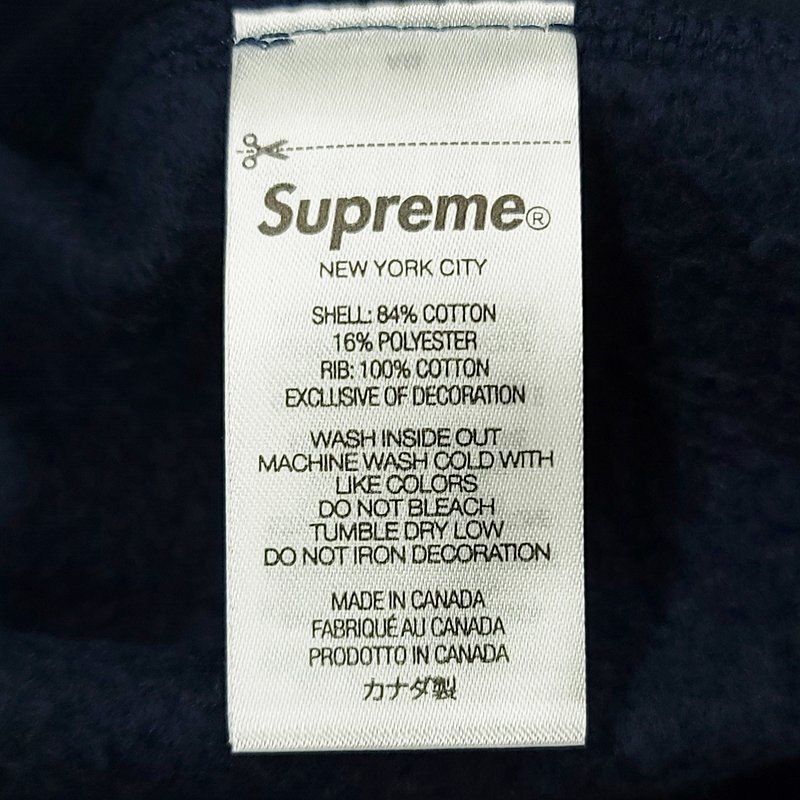 Supreme®
NEW YORK CITY
SHELL: 84% COTTON
16% POLYESTER
RIB: 100% COTTON
EXCLUSIVE OF DECORATION
WASH INSIDE OUT
MACHINE WASH COLD WITH
LIKE COLORS
DO NOT BLEACH
TUMBLE DRY LOW
DO NOT IRON DECORATION
MADE IN CANADA
FABRIQUÉ AU CANADA
PRODOTTO IN CANADA
カナダ製